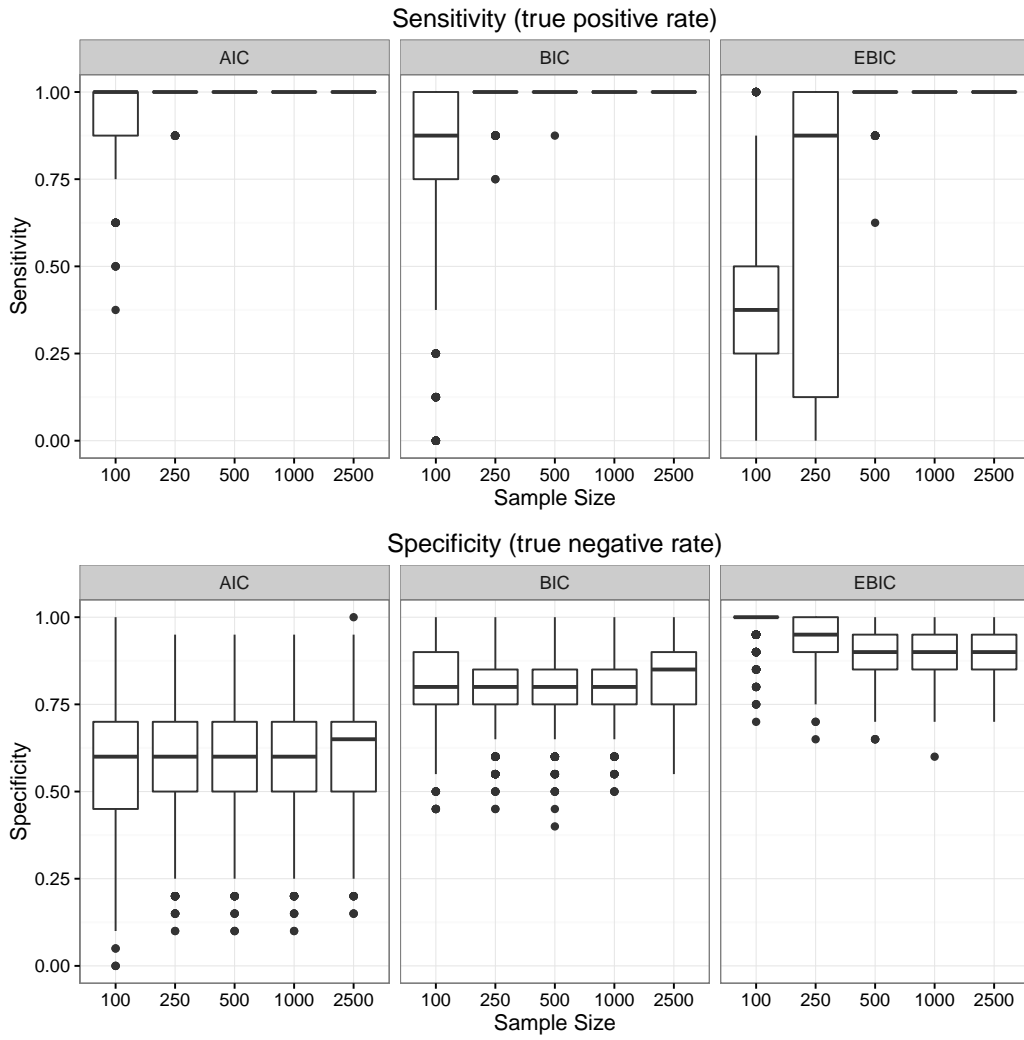 Sensitivity (true positive rate)
AIC BIC EBIC
1.00
0.75
0.50
0.25
0.00
Sensitivity
100 250 500 1000 2500 100 250 500 1000 2500 100 250 500 1000 2500
Sample Size
Specificity (true negative rate)
AIC BIC EBIC
1.00
0.75
0.50
0.25
0.00
Specificity
100 250 500 1000 2500 100 250 500 1000 2500 100 250 500 1000 2500
Sample Size